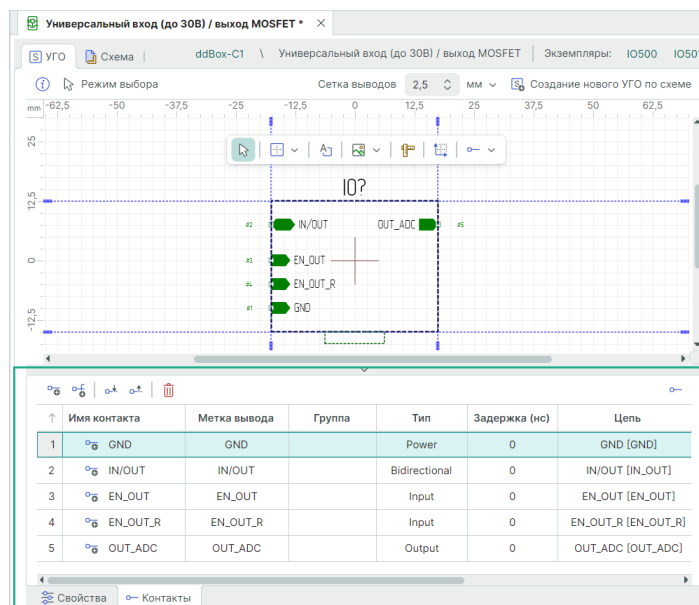 Универсальный вход (до 30В) / выход MOSFET * ×
S УГО Схема ddBox-C1 \ Универсальный вход (до 30В) / выход MOSFET Экземпляры: IO500
Режим выбора Сетка выводов 2,5 мм Создание нового УГО по схеме
mm -62,5 -50 -37,5 -25 -12,5 0 12,5 25 37,5 50 62,5
25
12,5
0
-12,5
IO?
#2 IN/OUT OUT_ADC #5
#3 EN_OUT
#4 EN_OUT_R
#1 GND
Имя контакта Метка вывода Группа Тип Задержка (нс) Цепь
1 GND GND Power 0 GND [GND]
2 IN/OUT IN/OUT Bidirectional 0 IN/OUT [IN_OUT]
3 EN_OUT EN_OUT Input 0 EN_OUT [EN_OUT]
4 EN_OUT_R EN_OUT_R Input 0 EN_OUT_R [EN_OUT_R]
5 OUT_ADC OUT_ADC Output 0 OUT_ADC [OUT_ADC]
Свойства Контакты